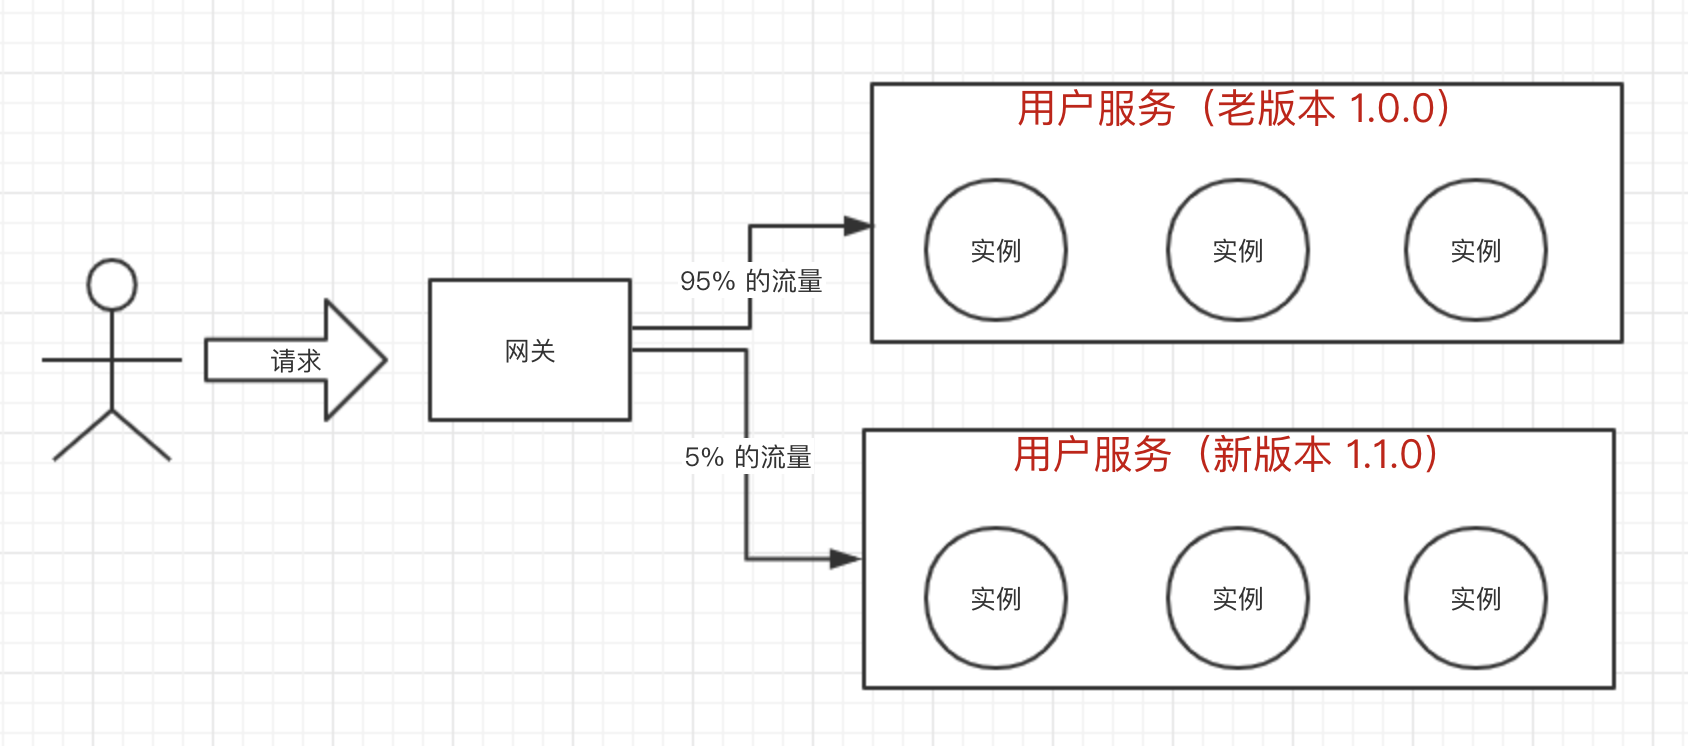 用户服务（老版本 1.0.0）
实例
实例
实例
95% 的流量
请求
网关
5% 的流量
用户服务（新版本 1.1.0）
实例
实例
实例